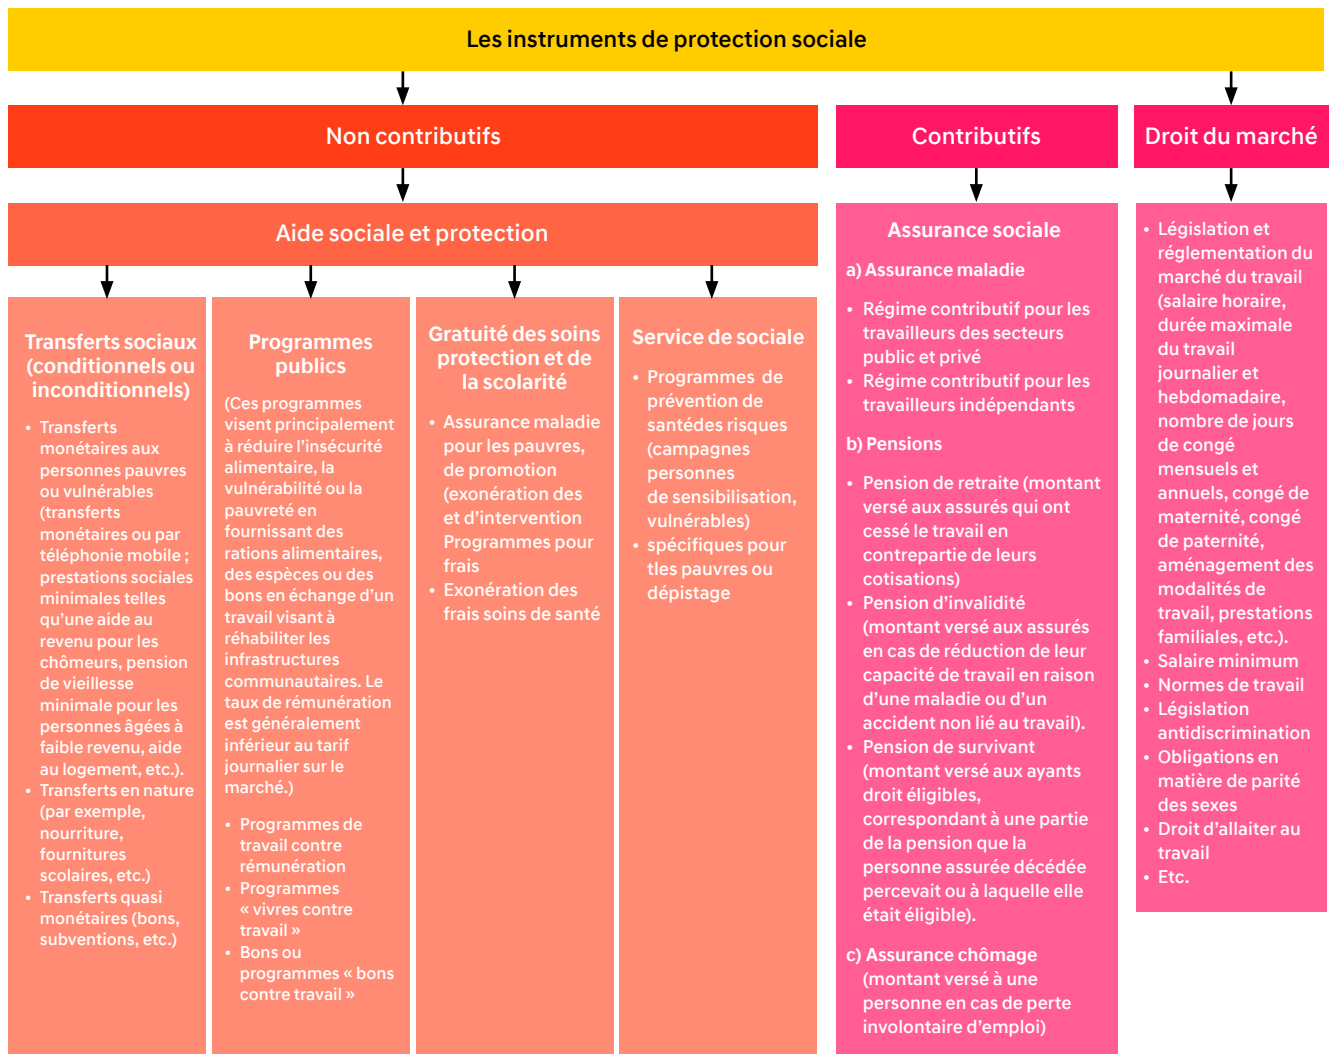 Les instruments de protection sociale
Non contributifs
Contributifs
Droit du marché
Aide sociale et protection
Transferts sociaux
(conditionnels ou
inconditionnels)
• Transferts
monétaires aux
personnes pauvres
ou vulnérables
(transferts
monétaires ou par
téléphonie mobile ;
prestations sociales
minimales telles
qu'une aide au
revenu pour les
chômeurs, pension
de vieillesse
minimale pour les
personnes âgées à
faible revenu, aide
au logement, etc.).
• Transferts en nature
(par exemple,
nourriture,
fournitures
scolaires, etc.)
• Transferts quasi
monétaires (bons,
subventions, etc.)
Programmes
publics
(Ces programmes
visent principalement
à réduire l'insécurité
alimentaire, la
vulnérabilité ou la
pauvreté en
fournissant des
rations alimentaires,
des espèces ou des
bons en échange d'un
travail visant à
réhabiliter les
infrastructures
communautaires. Le
taux de rémunération
est généralement
inférieur au tarif
journalier sur le
marché.)
• Programmes de
travail contre
rémunération
• Programmes
« vivres contre
travail »
• Bons ou
programmes « bons
contre travail »
Gratuité des soins
protection et de
la scolarité
• Assurance maladie
pour les pauvres,
de promotion
(exonération des
et d'intervention
Programmes pour
frais
• Exonération des
frais soins de santé
Service de sociale
• Programmes de
prévention de
santédes risques
(campagnes
personnes
de sensibilisation,
vulnérables)
• spécifiques pour
tles pauvres ou
dépistage
Assurance sociale
a) Assurance maladie
• Régime contributif pour les
travailleurs des secteurs
public et privé
• Régime contributif pour les
travailleurs indépendants
b) Pensions
• Pension de retraite (montant
versé aux assurés qui ont
cessé le travail en
contrepartie de leurs
cotisations)
• Pension d'invalidité
(montant versé aux assurés
en cas de réduction de leur
capacité de travail en raison
d'une maladie ou d'un
accident non lié au travail).
• Pension de survivant
(montant versé aux ayants
droit éligibles,
correspondant à une partie
de la pension que la
personne assurée décédée
percevait ou à laquelle elle
était éligible).
c) Assurance chômage
(montant versé à une
personne en cas de perte
involontaire d'emploi)
• Législation et
réglementation du
marché du travail
(salaire horaire,
durée maximale
du travail
journalier et
hebdomadaire,
nombre de jours
de congé
mensuels et
annuels, congé de
maternité, congé
de paternité,
aménagement des
modalités de
travail, prestations
familiales, etc.).
• Salaire minimum
• Normes de travail
• Législation
antidiscrimination
• Obligations en
matière de parité
des sexes
• Droit d'allaiter au
travail
• Etc.